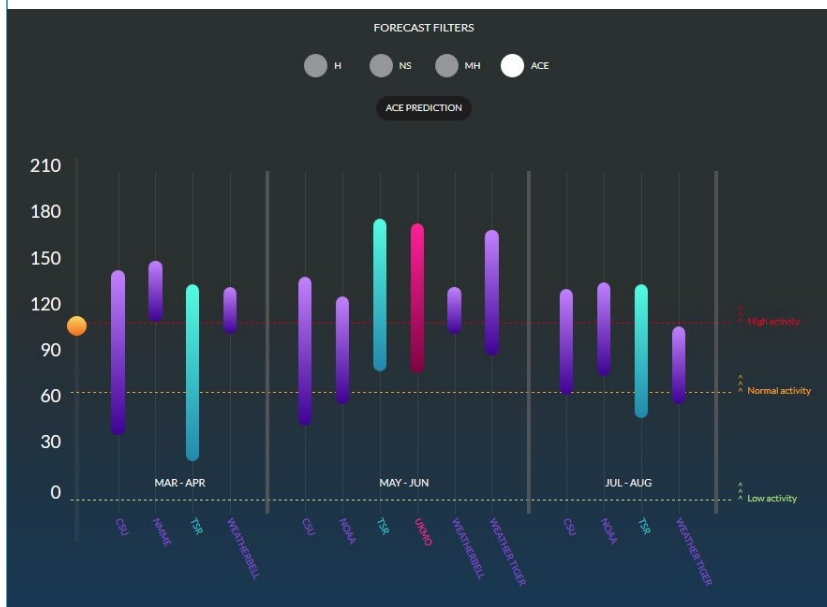 FORECAST FILTERS
H NS MH ACE
ACE PREDICTION
210
180
150
120
90
60
30
0
^ ^ ^ High activity
^ ^ ^ Normal activity
^ ^ ^ Low activity
MAR - APR MAY - JUN JUL - AUG
CSU NMME TSR WEATHERBELL CSU NOAA TSR UKMO WEATHERBELL WEATHER TIGER CSU NOAA TSR WEATHER TIGER